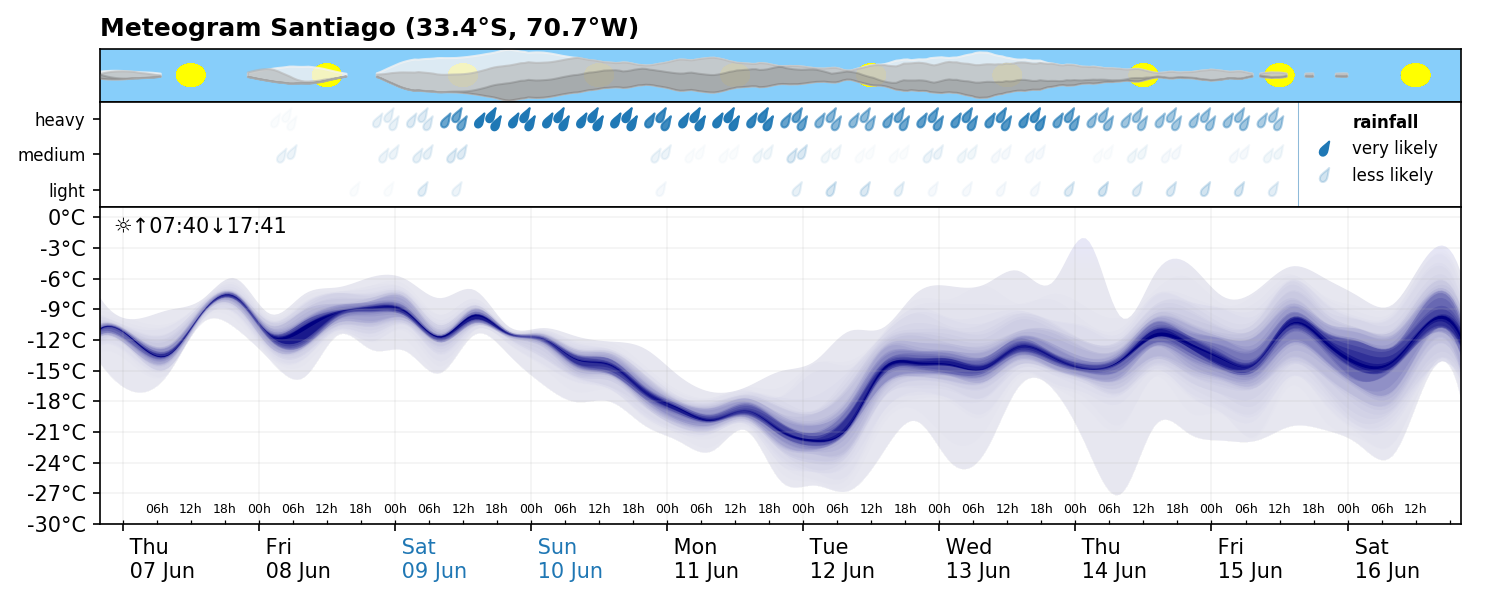 Meteogram Santiago (33.4°S, 70.7°W)
heavy
medium
light
rainfall
very likely
less likely
☼↑07:40↓17:41
0°C
-3°C
-6°C
-9°C
-12°C
-15°C
-18°C
-21°C
-24°C
-27°C
-30°C
06h 12h 18h 00h 06h 12h 18h 00h 06h 12h 18h 00h 06h 12h 18h 00h 06h 12h 18h 00h 06h 12h 18h 00h 06h 12h 18h 00h 06h 12h 18h 00h 06h 12h 18h 00h 06h 12h
Thu Fri Sat Sun Mon Tue Wed Thu Fri Sat
07 Jun 08 Jun 09 Jun 10 Jun 11 Jun 12 Jun 13 Jun 14 Jun 15 Jun 16 Jun